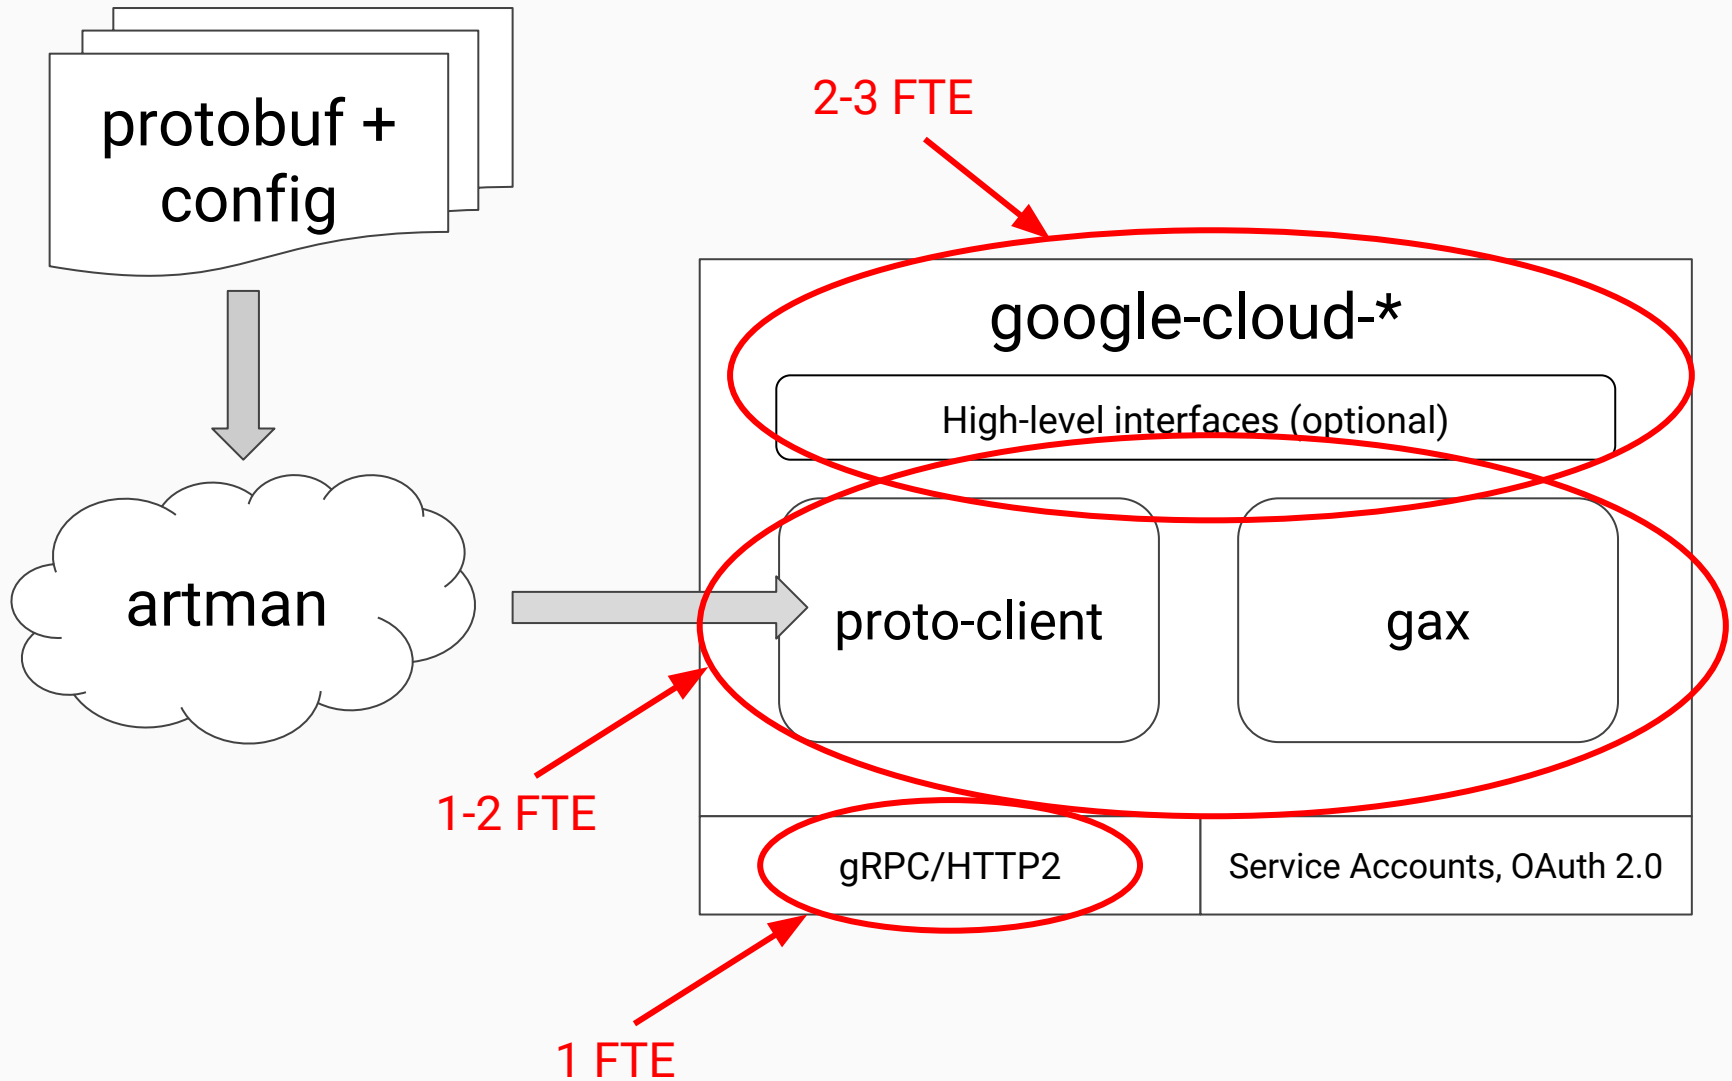 protobuf +
config
2-3 FTE
google-cloud-*
High-level interfaces (optional)
artman
proto-client
gax
1-2 FTE
gRPC/HTTP2
Service Accounts, OAuth 2.0
1 FTE